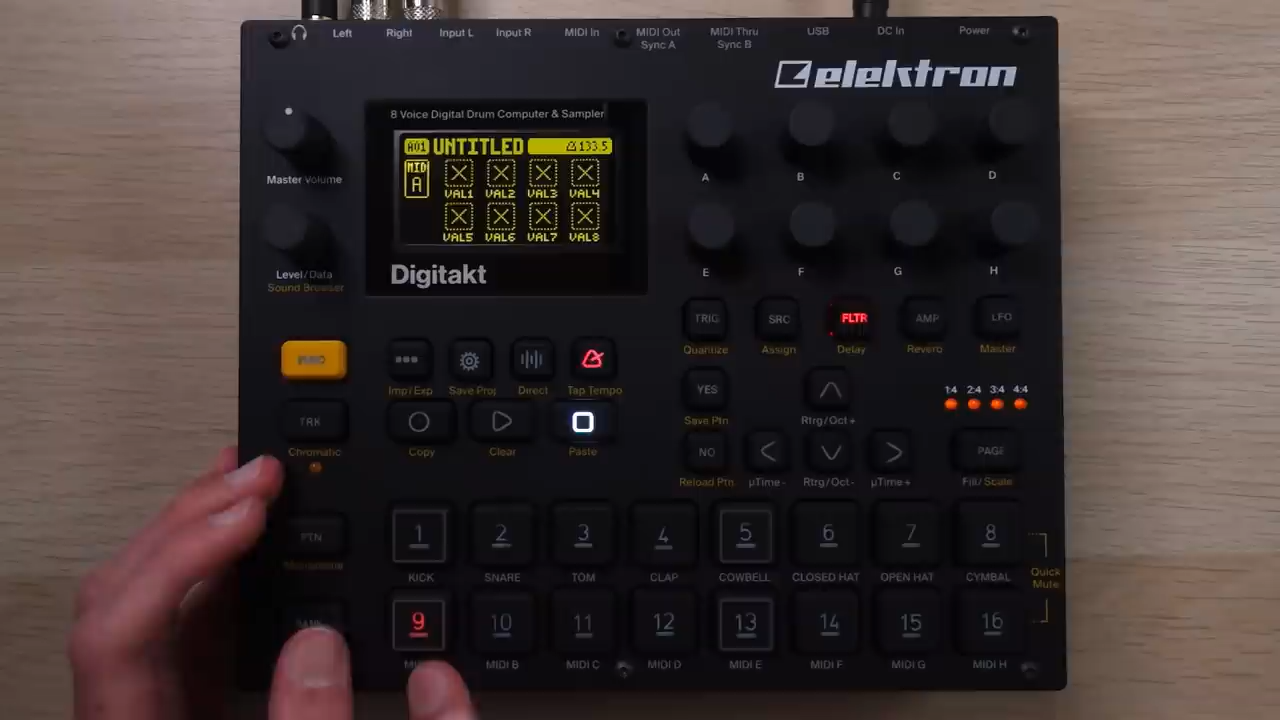 Left Right Input L Input R MIDI In MIDI Out MIDI Thru USB DC In Power
Sync A Sync B
elektron
8 Voice Digital Drum Computer & Sampler
A01 UNTITLED 133.5
MID
A
VAL1 VAL2 VAL3 VAL4
VAL5 VAL6 VAL7 VAL8
Digitakt
Master Volume
Level/Data
Sound Browser
A B C D
E F G H
TRIG SRC FLTR AMP LFO
Quantize Assign Delay Reverb Master
FUNC
Imp/Exp Save Proj Direct Tap Tempo
YES
Save Ptn Rtrg/Oct+
1:4 2:4 3:4 4:4
TRK
Chromatic
Copy Clear Paste
NO PAGE
Reload Ptn µTime- Rtrg/Oct- µTime+ Fill/Scale
PTN
Metronome
1 2 3 4 5 6 7 8
KICK SNARE TOM CLAP COWBELL CLOSED HAT OPEN HAT CYMBAL
Quick
Mute
9 10 11 12 13 14 15 16
MIDI B MIDI C MIDI D MIDI E MIDI F MIDI G MIDI H